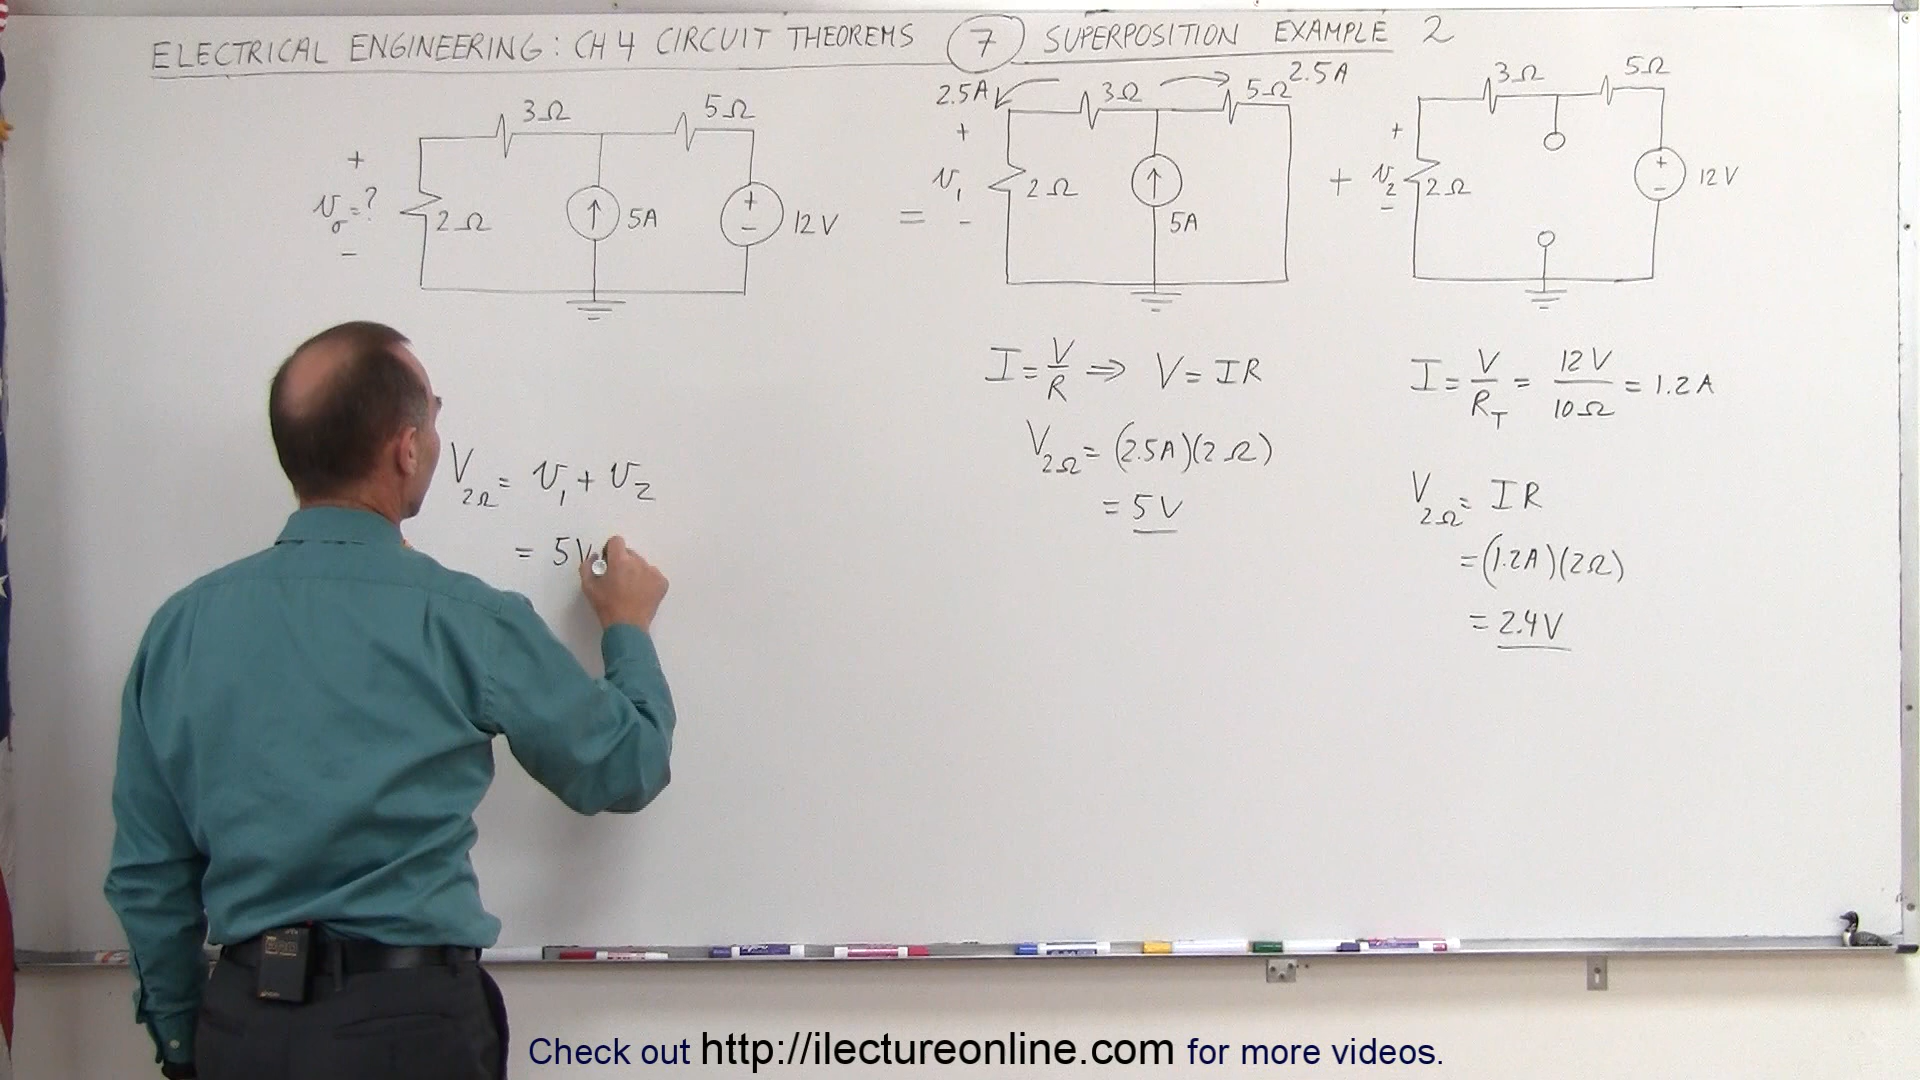 ELECTRICAL ENGINEERING: CH 4 CIRCUIT THEOREMS 7 SUPERPOSITION EXAMPLE 2
3Ω 5Ω
+
v₀=?
−
2Ω 5A + − 12V
=
2.5A 3Ω 5Ω 2.5A
+
v₁
−
2Ω 5A
+
3Ω 5Ω
+
v₂
−
2Ω + − 12V
I = V/R ⇒ V = IR
V₂Ω = (2.5A)(2Ω)
= 5V
I = V/R_T = 12V/10Ω = 1.2A
V₂Ω = IR
= (1.2A)(2Ω)
= 2.4V
V₂Ω = v₁ + v₂
= 5V
Check out http://ilectureonline.com for more videos.